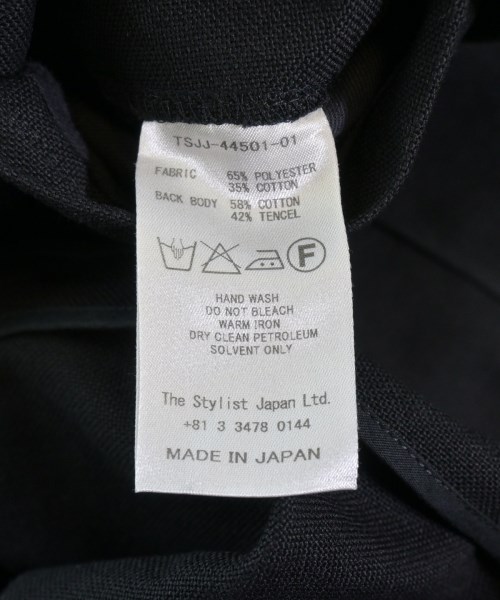 TSJJ-44501-01
FABRIC 65% POLYESTER
35% COTTON
BACK BODY 58% COTTON
42% TENCEL
F
HAND WASH
DO NOT BLEACH
WARM IRON
DRY CLEAN PETROLEUM
SOLVENT ONLY
The Stylist Japan Ltd.
+81 3 3478 0144
MADE IN JAPAN